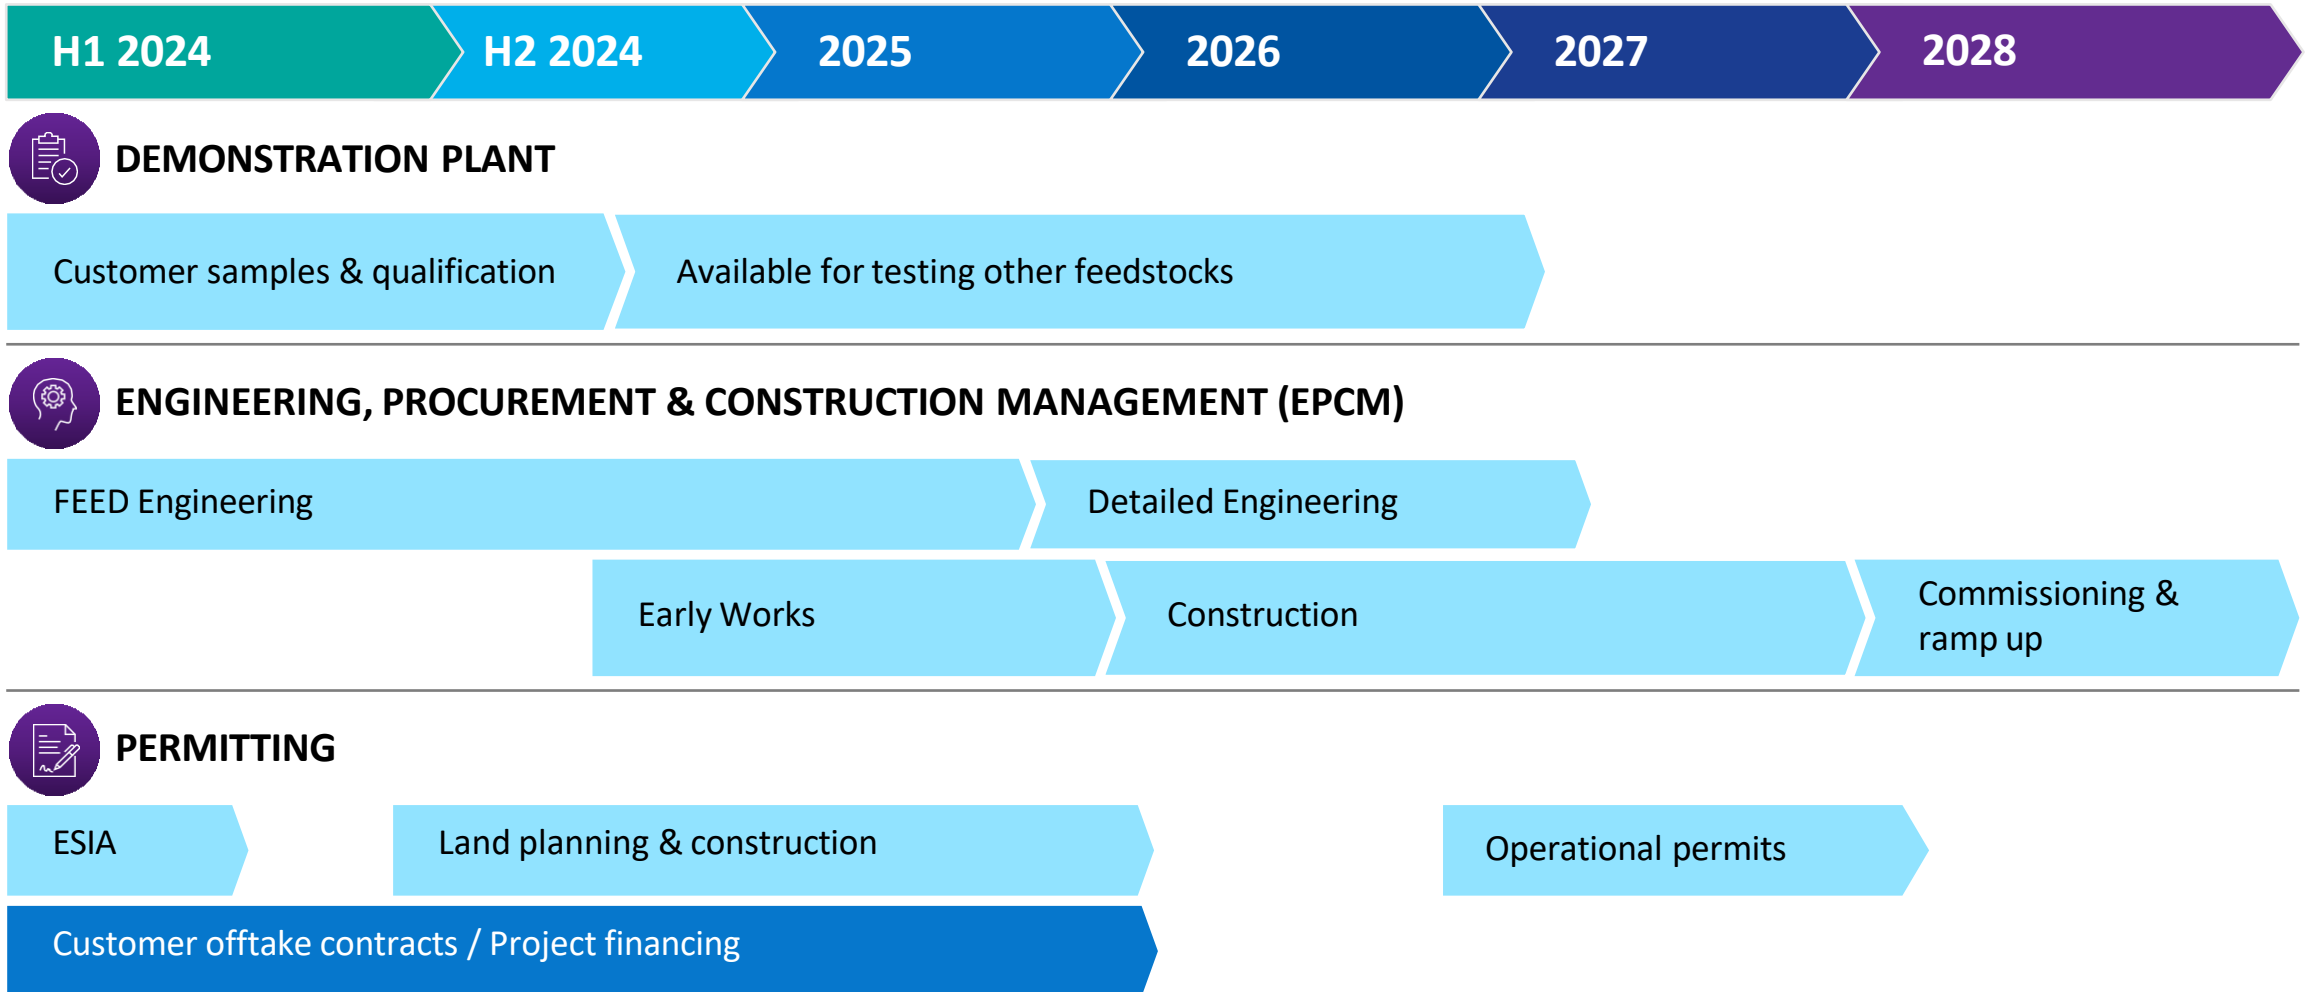 H1 2024
H2 2024
2025
2026
2027
2028
DEMONSTRATION PLANT
Customer samples & qualification
Available for testing other feedstocks
ENGINEERING, PROCUREMENT & CONSTRUCTION MANAGEMENT (EPCM)
FEED Engineering
Detailed Engineering
Early Works
Construction
Commissioning &
ramp up
PERMITTING
ESIA
Land planning & construction
Operational permits
Customer offtake contracts / Project financing